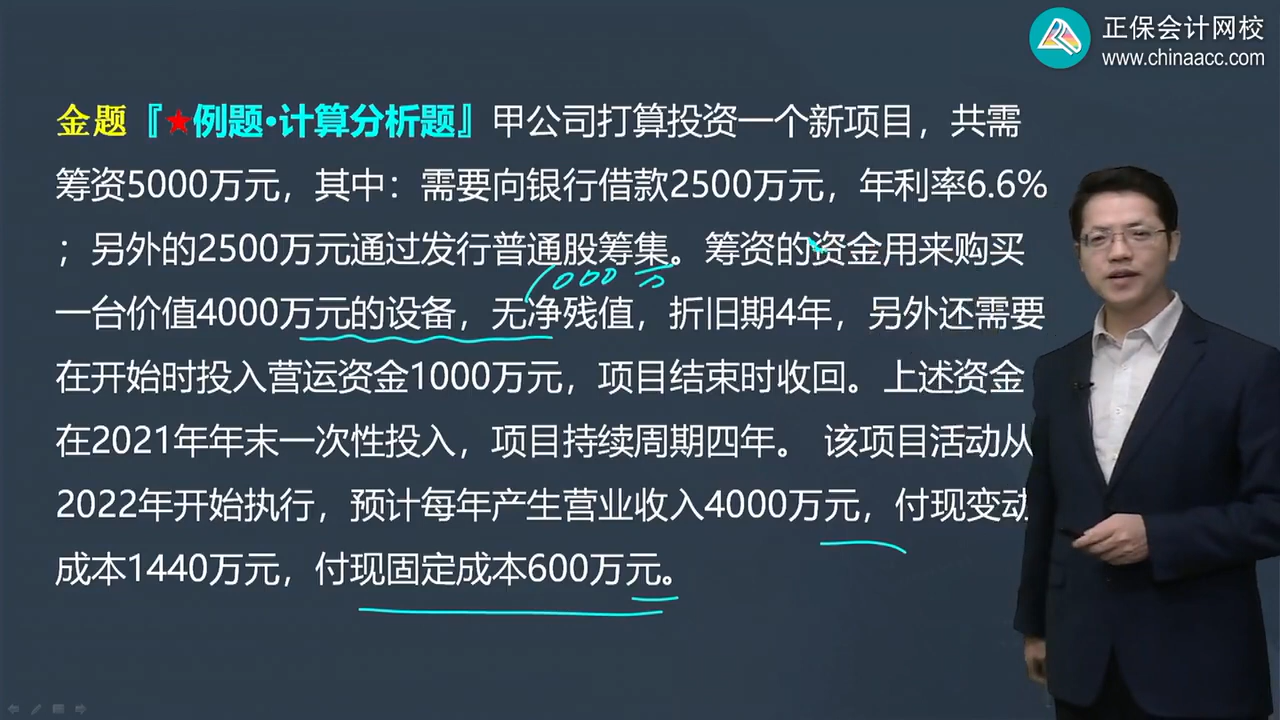 正保会计网校
www.chinaacc.com
金题『★例题•计算分析题』甲公司打算投资一个新项目，共需
筹资5000万元，其中：需要向银行借款2500万元，年利率6.6%
；另外的2500万元通过发行普通股筹集。筹资的资金用来购买
1000万
一台价值4000万元的设备，无净残值，折旧期4年，另外还需要
在开始时投入营运资金1000万元，项目结束时收回。上述资金
在2021年年末一次性投入，项目持续周期四年。 该项目活动从
2022年开始执行，预计每年产生营业收入4000万元，付现变动
成本1440万元，付现固定成本600万元。